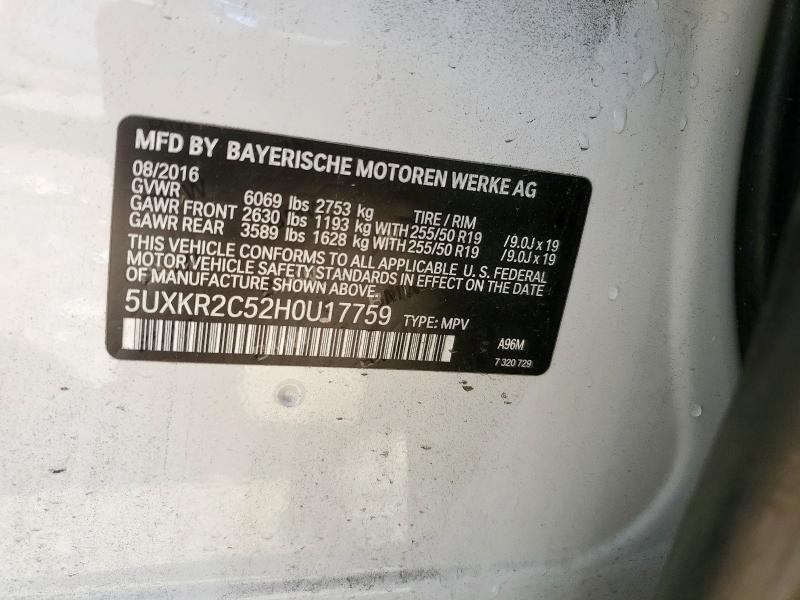 MFD BY BAYERISCHE MOTOREN WERKE AG
08/2016
GVWR 6069 lbs 2753 kg TIRE / RIM
GAWR FRONT 2630 lbs 1193 kg WITH 255/50 R19 / 9.0J x 19
GAWR REAR 3589 lbs 1628 kg WITH 255/50 R19 / 9.0J x 19
THIS VEHICLE CONFORMS TO ALL APPLICABLE U. S. FEDERAL
MOTOR VEHICLE SAFETY STANDARDS IN EFFECT ON THE DATE
OF MANUFACTURE SHOWN ABOVE.
5UXKR2C52H0U17759 TYPE: MPV
A96M
7 320 729